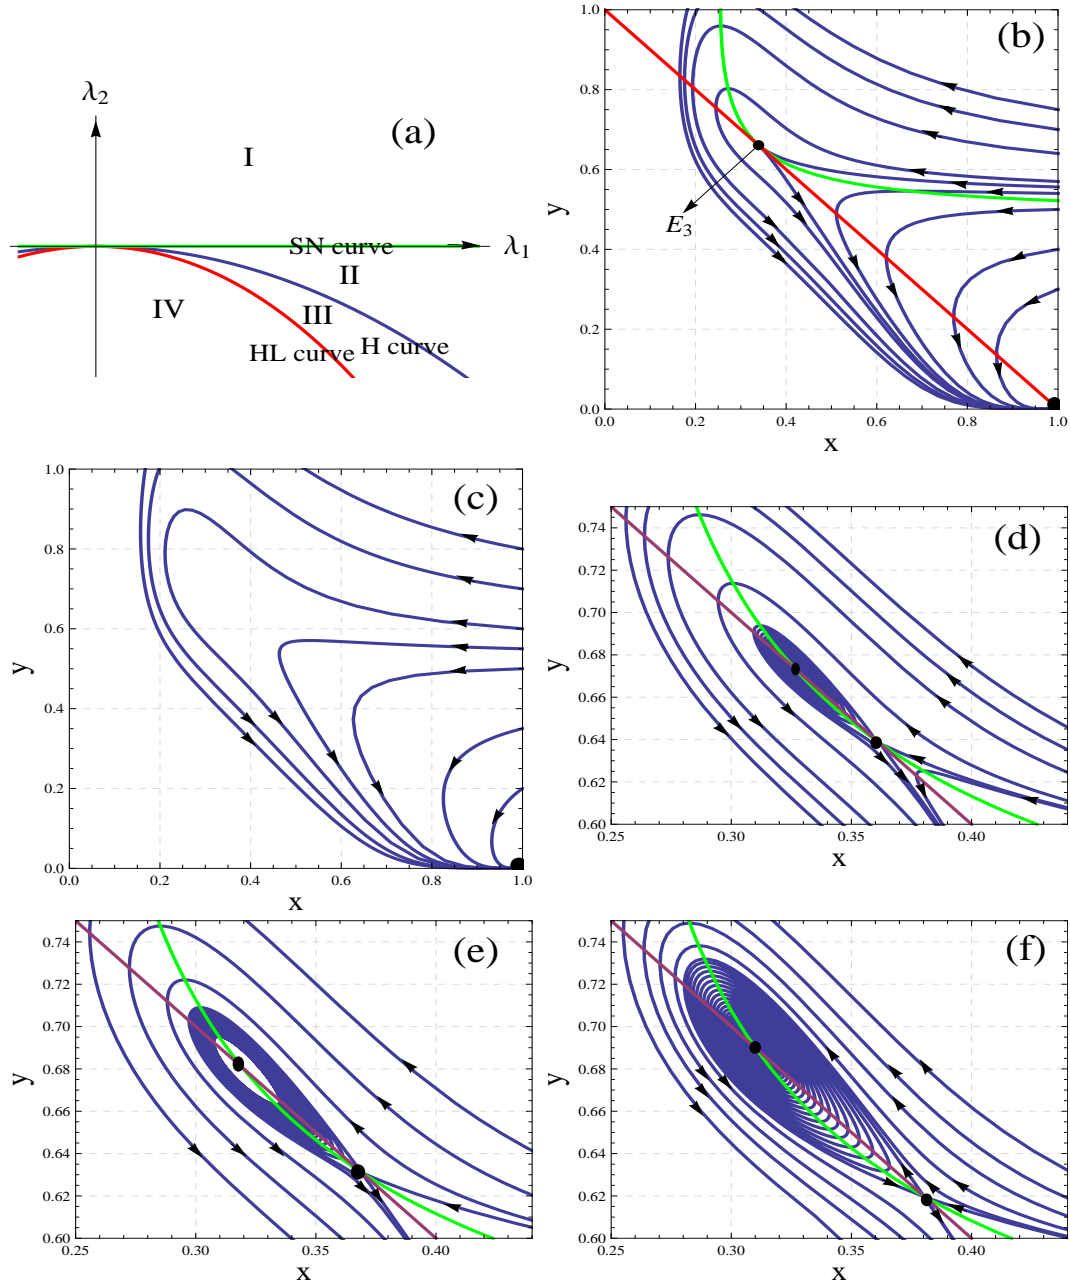 λ2
(a)
I
SN curve
λ1
II
IV
III
HL curve
H curve
(b)
1.0
0.8
0.6
0.4
0.2
0.0
y
E3
0.0
0.2
0.4
0.6
0.8
1.0
x
(c)
1.0
0.8
0.6
0.4
0.2
0.0
y
0.0
0.2
0.4
0.6
0.8
1.0
x
(d)
0.74
0.72
0.70
0.68
0.66
0.64
0.62
0.60
y
0.25
0.30
0.35
0.40
x
(e)
0.74
0.72
0.70
0.68
0.66
0.64
0.62
0.60
y
0.25
0.30
0.35
0.40
x
(f)
0.74
0.72
0.70
0.68
0.66
0.64
0.62
0.60
y
0.25
0.30
0.35
0.40
x